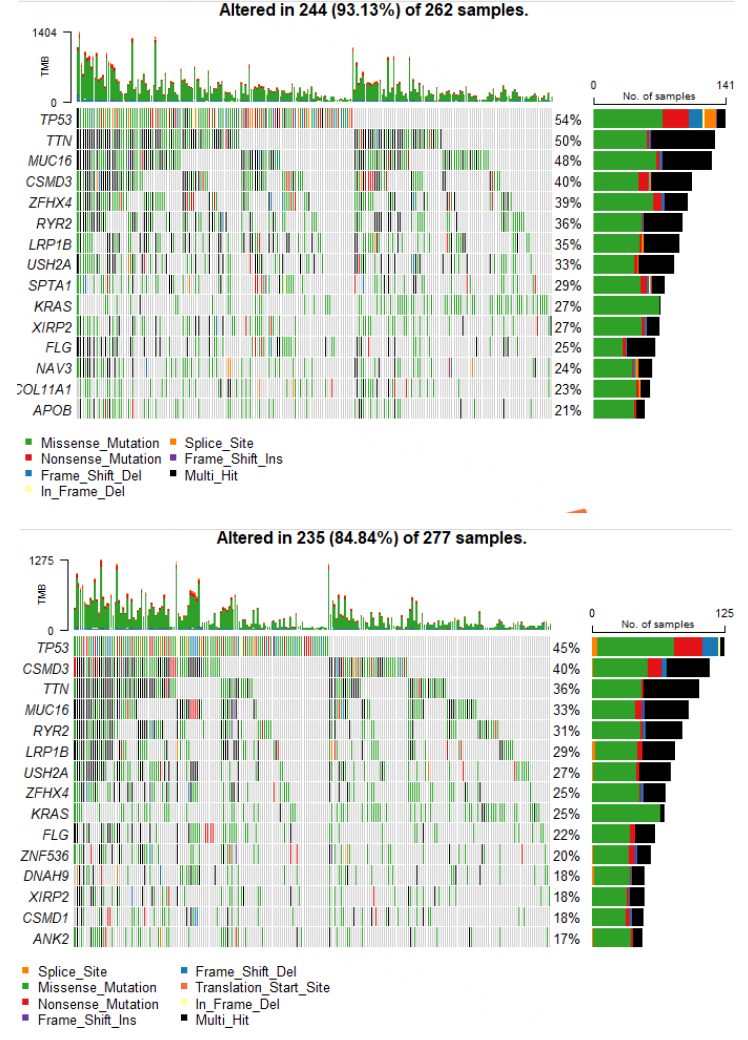 Altered in 244 (93.13%) of 262 samples.
1404
TMB
0
0
No. of samples
141
TP53 54%
TTN 50%
MUC16 48%
CSMD3 40%
ZFHX4 39%
RYR2 36%
LRP1B 35%
USH2A 33%
SPTA1 29%
KRAS 27%
XIRP2 27%
FLG 25%
NAV3 24%
COL11A1 23%
APOB 21%
Missense_Mutation Splice_Site
Nonsense_Mutation Frame_Shift_Ins
Frame_Shift_Del Multi_Hit
In_Frame_Del
Altered in 235 (84.84%) of 277 samples.
1275
TMB
0
0
No. of samples
125
TP53 45%
CSMD3 40%
TTN 36%
MUC16 33%
RYR2 31%
LRP1B 29%
USH2A 27%
ZFHX4 25%
KRAS 25%
FLG 22%
ZNF536 20%
DNAH9 18%
XIRP2 18%
CSMD1 18%
ANK2 17%
Splice_Site Frame_Shift_Del
Missense_Mutation Translation_Start_Site
Nonsense_Mutation In_Frame_Del
Frame_Shift_Ins Multi_Hit